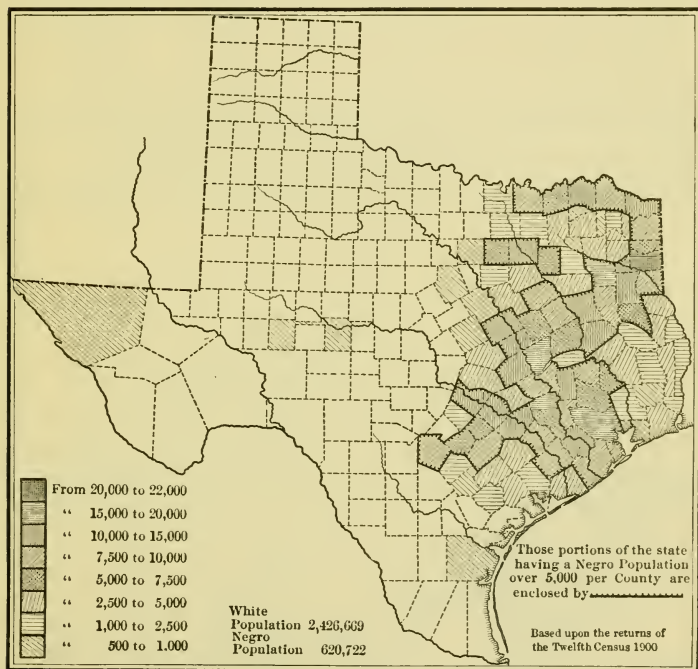 From 20,000 to 22,000
“ 15,000 to 20,000
“ 10,000 to 15,000
“ 7,500 to 10,000
“ 5,000 to 7,500
“ 2,500 to 5,000
“ 1,000 to 2,500
“ 500 to 1.000
White
Population 2,426,669
Negro
Population 620,722
Those portions of the state
having a Negro Population
over 5,000 per County are
enclosed by
Based upon the returns of
the Twelfth Census 1900